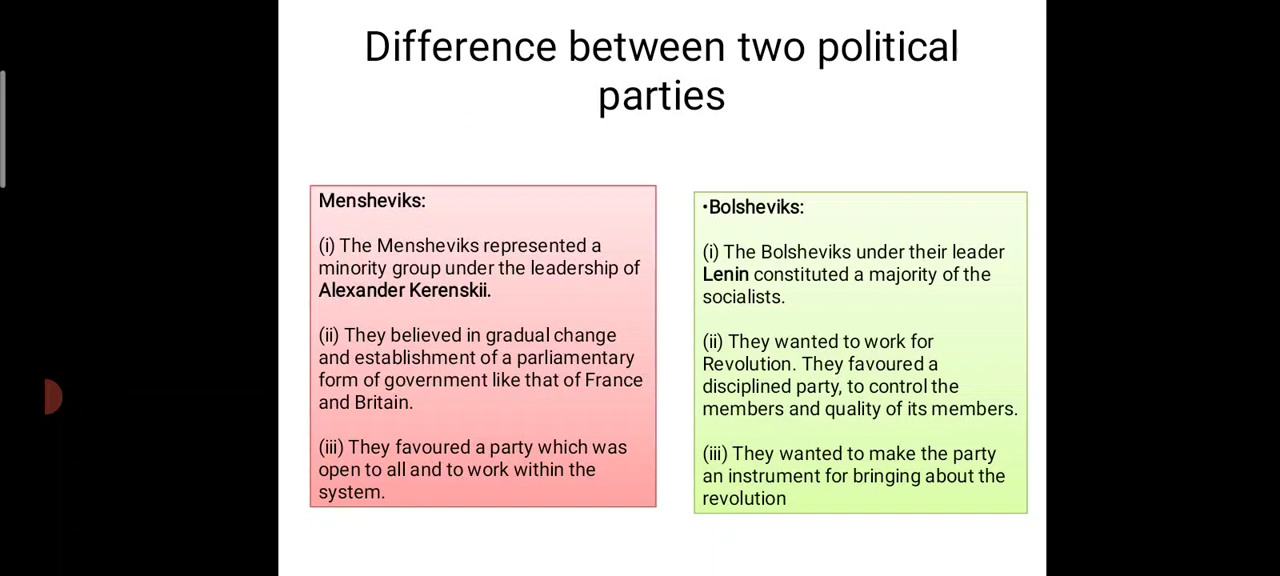 Difference between two political
parties
Mensheviks:
(i) The Mensheviks represented a
minority group under the leadership of
Alexander Kerenskii.
(ii) They believed in gradual change
and establishment of a parliamentary
form of government like that of France
and Britain.
(iii) They favoured a party which was
open to all and to work within the
system.
•Bolsheviks:
(i) The Bolsheviks under their leader
Lenin constituted a majority of the
socialists.
(ii) They wanted to work for
Revolution. They favoured a
disciplined party, to control the
members and quality of its members.
(iii) They wanted to make the party
an instrument for bringing about the
revolution